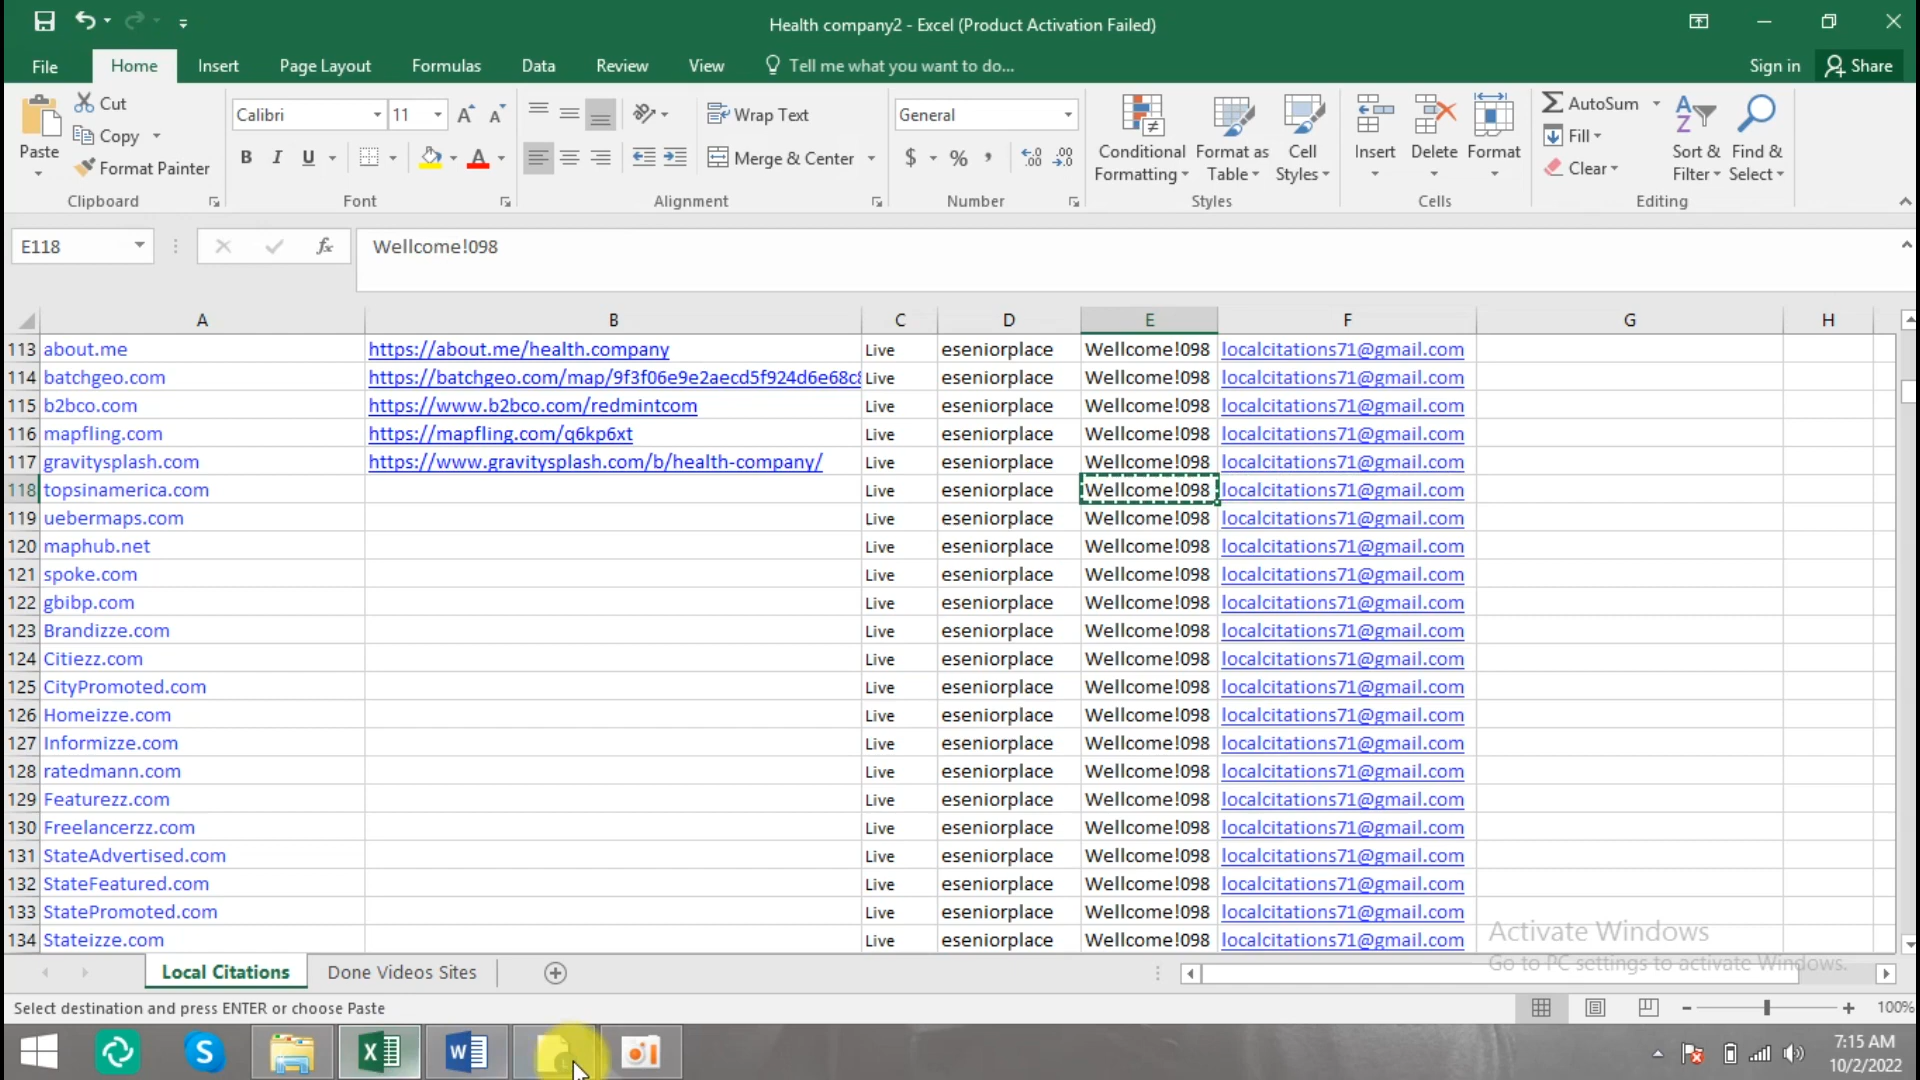 Health company2 - Excel (Product Activation Failed)
File Home Insert Page Layout Formulas Data Review View Tell me what you want to do... Sign in Share
Paste Cut Copy Format Painter Clipboard
Calibri 11 B I U Font
Wrap Text Merge & Center Alignment
General $ % , Number
Conditional Formatting Format as Table Cell Styles Styles
Insert Delete Format Cells
AutoSum Fill Clear Sort & Filter Find & Select Editing
E118 fx Wellcome!098
A B C D E F G H
113 about.me https://about.me/health.company Live eseniorplace Wellcome!098 localcitations71@gmail.com
114 batchgeo.com https://batchgeo.com/map/9f3f06e9e2aecd5f924d6e68c8 Live eseniorplace Wellcome!098 localcitations71@gmail.com
115 b2bco.com https://www.b2bco.com/redmintcom Live eseniorplace Wellcome!098 localcitations71@gmail.com
116 mapfling.com https://mapfling.com/q6kp6xt Live eseniorplace Wellcome!098 localcitations71@gmail.com
117 gravitysplash.com https://www.gravitysplash.com/b/health-company/ Live eseniorplace Wellcome!098 localcitations71@gmail.com
118 topsinamerica.com Live eseniorplace Wellcome!098 localcitations71@gmail.com
119 uebermaps.com Live eseniorplace Wellcome!098 localcitations71@gmail.com
120 maphub.net Live eseniorplace Wellcome!098 localcitations71@gmail.com
121 spoke.com Live eseniorplace Wellcome!098 localcitations71@gmail.com
122 gbibp.com Live eseniorplace Wellcome!098 localcitations71@gmail.com
123 Brandizze.com Live eseniorplace Wellcome!098 localcitations71@gmail.com
124 Citiezz.com Live eseniorplace Wellcome!098 localcitations71@gmail.com
125 CityPromoted.com Live eseniorplace Wellcome!098 localcitations71@gmail.com
126 Homeizze.com Live eseniorplace Wellcome!098 localcitations71@gmail.com
127 Informizze.com Live eseniorplace Wellcome!098 localcitations71@gmail.com
128 ratedmann.com Live eseniorplace Wellcome!098 localcitations71@gmail.com
129 Featurezz.com Live eseniorplace Wellcome!098 localcitations71@gmail.com
130 Freelancerzz.com Live eseniorplace Wellcome!098 localcitations71@gmail.com
131 StateAdvertised.com Live eseniorplace Wellcome!098 localcitations71@gmail.com
132 StateFeatured.com Live eseniorplace Wellcome!098 localcitations71@gmail.com
133 StatePromoted.com Live eseniorplace Wellcome!098 localcitations71@gmail.com
134 Stateizze.com Live eseniorplace Wellcome!098 localcitations71@gmail.com
Activate Windows
Go to PC settings to activate Windows.
Local Citations Done Videos Sites
Select destination and press ENTER or choose Paste 100%
7:15 AM
10/2/2022